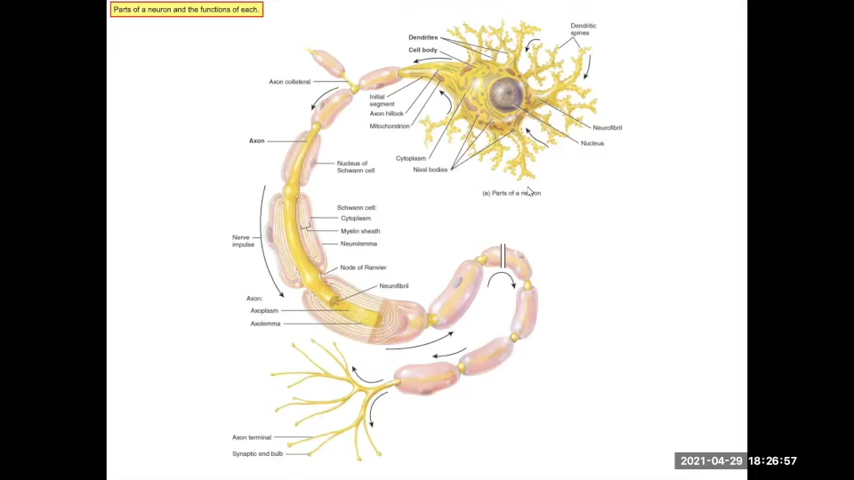 Parts of a neuron and the functions of each.
Dendritic
spines
Dendrites
Cell body
Axon collateral
Initial
segment
Axon hillock
Mitochondrion
Neurofibril
Axon
Nucleus
Cytoplasm
Nucleus of
Schwann cell
Nissl bodies
(a) Parts of a neuron
Schwann cell:
Cytoplasm
Myelin sheath
Nerve
impulse
Neurolemma
Node of Ranvier
Neurofibril
Axon:
Axoplasm
Axolemma
Axon terminal
Synaptic end bulb
2021-04-29 18:26:57